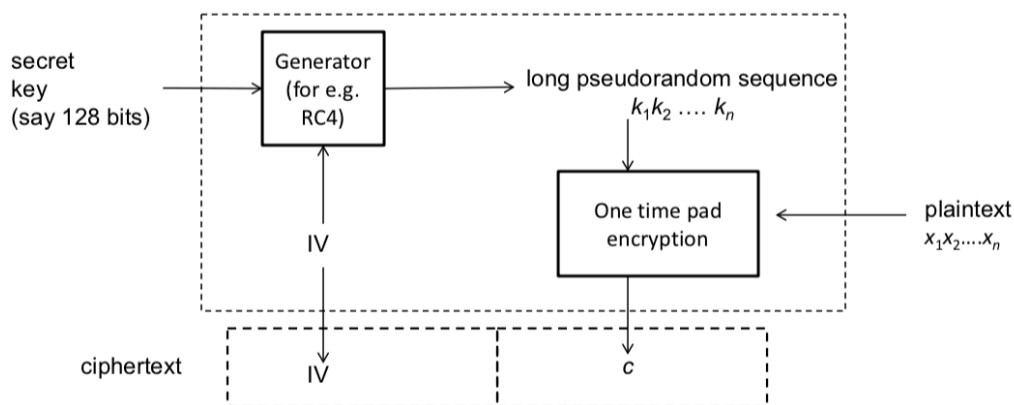 secret
key
(say 128 bits)
Generator
(for e.g.
RC4)
long pseudorandom sequence
k₁k₂ .... kₙ
One time pad
encryption
plaintext
x₁x₂....xₙ
IV
ciphertext
IV
c